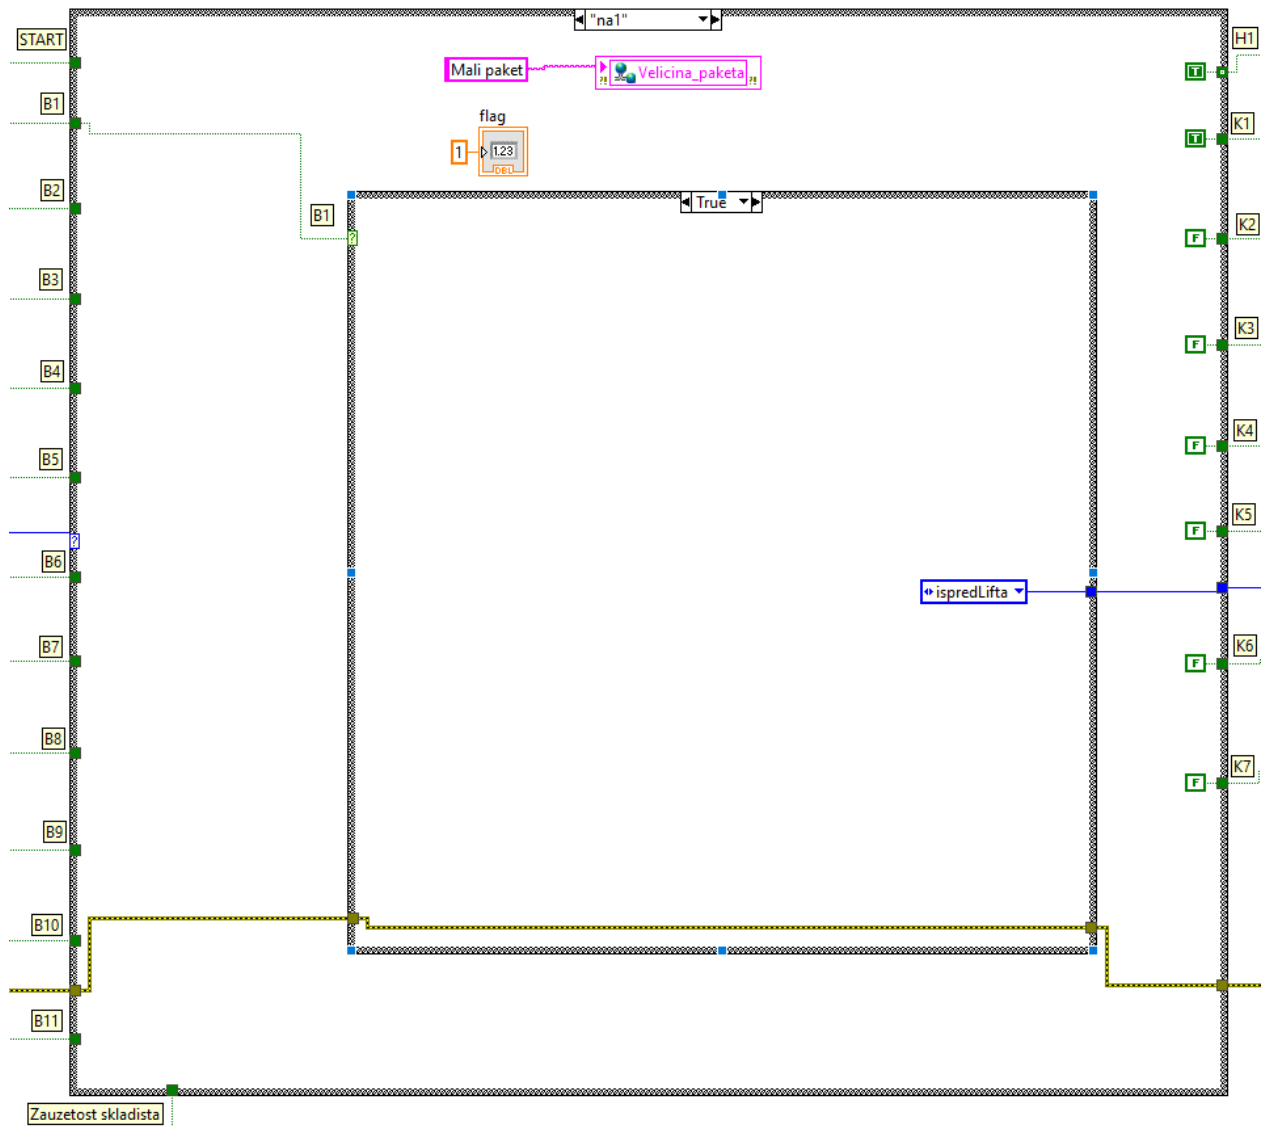 "na1"
START
H1
Mali paket
Velicina_paketa
?!
?!
T
B1
flag
K1
T
1
1.23
DBL
B2
True
B1
K2
?
F
B3
K3
F
B4
K4
F
B5
K5
F
?
B6
ispredLifta
B7
K6
F
B8
K7
F
B9
B10
B11
Zauzetost skladista